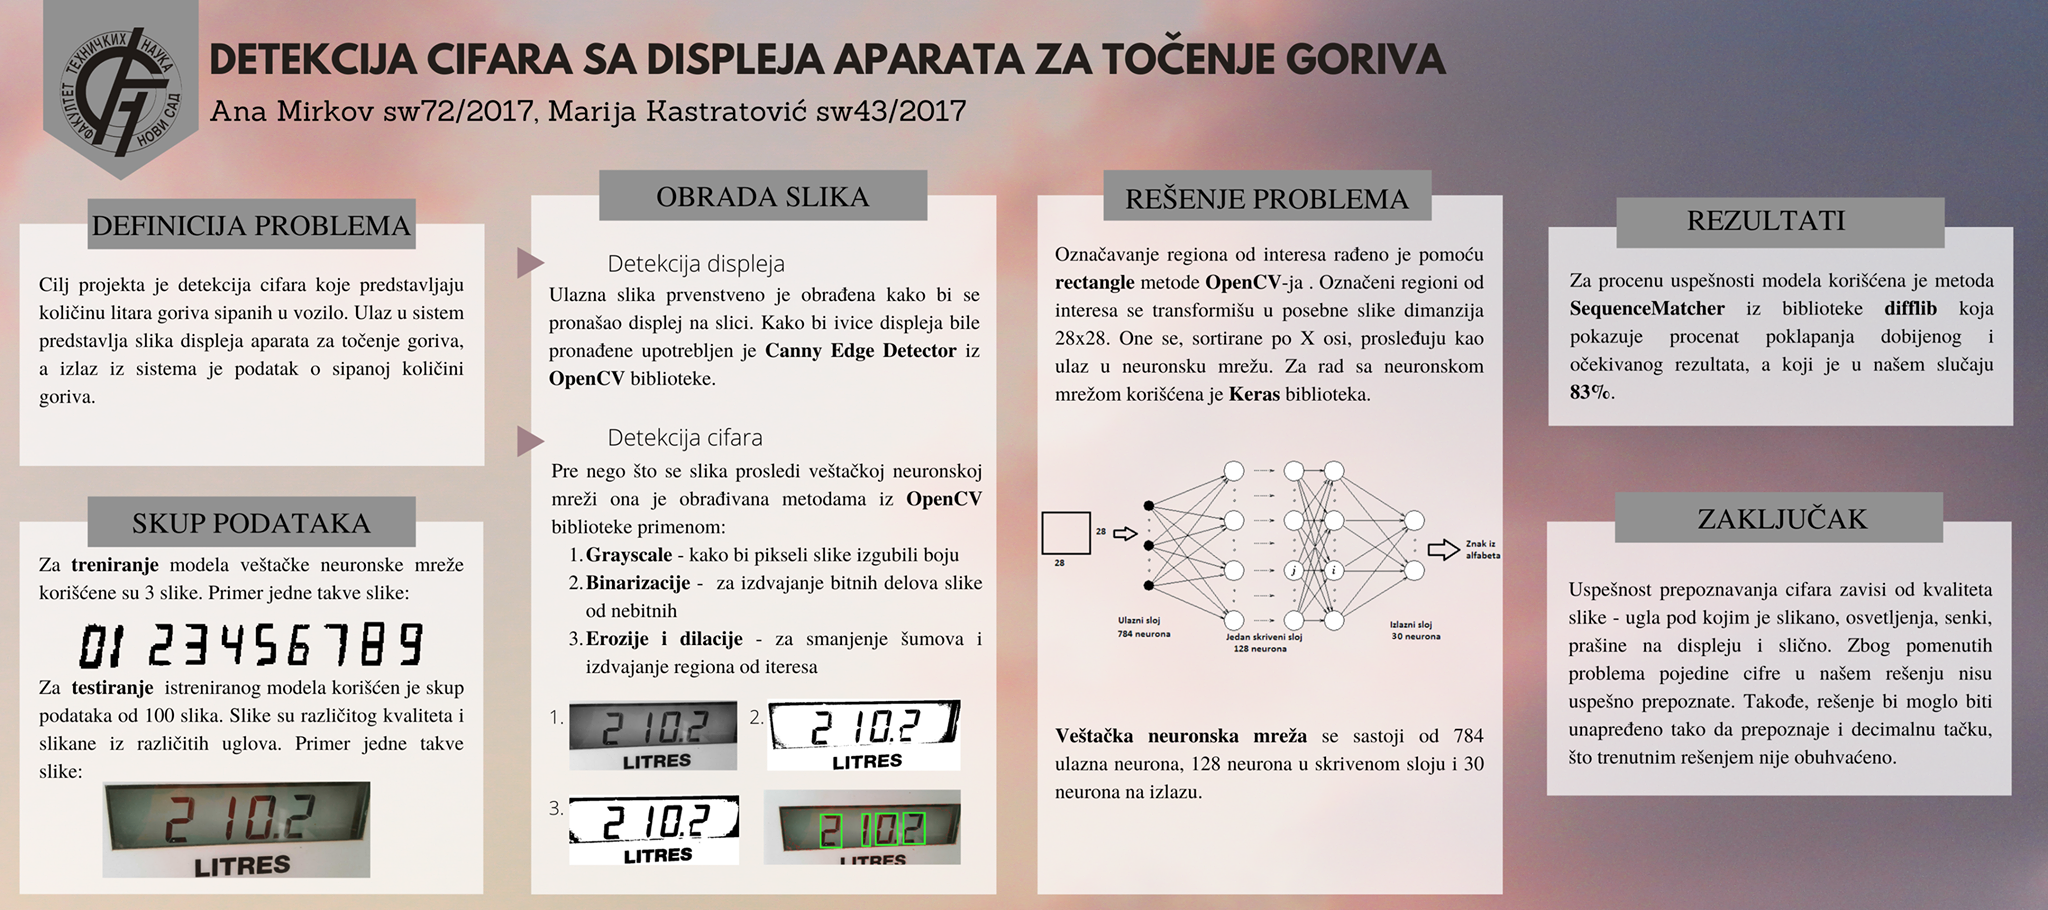 ФАКУЛТЕТ ТЕХНИЧКИХ НАУКА
НОВИ САД
DETEKCIJA CIFARA SA DISPLEJA APARATA ZA TOČENJE GORIVA
Ana Mirkov sw72/2017, Marija Kastratović sw43/2017
DEFINICIJA PROBLEMA
Cilj projekta je detekcija cifara koje predstavljaju
količinu litara goriva sipanih u vozilo. Ulaz u sistem
predstavlja slika displeja aparata za točenje goriva,
a izlaz iz sistema je podatak o sipanoj količini
goriva.
SKUP PODATAKA
Za treniranje modela veštačke neuronske mreže
korišćene su 3 slike. Primer jedne takve slike:
01 23456789
Za testiranje istreniranog modela korišćen je skup
podataka od 100 slika. Slike su različitog kvaliteta i
slikane iz različitih uglova. Primer jedne takve
slike:
210.2
LITRES
OBRADA SLIKA
Detekcija displeja
Ulazna slika prvenstveno je obrađena kako bi se
pronašao displej na slici. Kako bi ivice displeja bile
pronađene upotrebljen je Canny Edge Detector iz
OpenCV biblioteke.
Detekcija cifara
Pre nego što se slika prosledi veštačkoj neuronskoj
mreži ona je obrađivana metodama iz OpenCV
biblioteke primenom:
1. Grayscale - kako bi pikseli slike izgubili boju
2. Binarizacije - za izdvajanje bitnih delova slike
od nebitnih
3. Erozije i dilacije - za smanjenje šumova i
izdvajanje regiona od iteresa
1.
210.2
LITRES
2.
210.2
LITRES
3.
210.2
LITRES
210.2
LITRES
REŠENJE PROBLEMA
Označavanje regiona od interesa rađeno je pomoću
rectangle metode OpenCV-ja . Označeni regioni od
interesa se transformišu u posebne slike dimanzija
28x28. One se, sortirane po X osi, prosleđuju kao
ulaz u neuronsku mrežu. Za rad sa neuronskom
mrežom korišćena je Keras biblioteka.
28
28
j
i
Znak iz
alfabeta
Ulazni sloj
784 neurona
Jedan skriveni sloj
128 neurona
Izlazni sloj
30 neurona
Veštačka neuronska mreža se sastoji od 784
ulazna neurona, 128 neurona u skrivenom sloju i 30
neurona na izlazu.
REZULTATI
Za procenu uspešnosti modela korišćena je metoda
SequenceMatcher iz biblioteke difflib koja
pokazuje procenat poklapanja dobijenog i
očekivanog rezultata, a koji je u našem slučaju
83%.
ZAKLJUČAK
Uspešnost prepoznavanja cifara zavisi od kvaliteta
slike - ugla pod kojim je slikano, osvetljenja, senki,
prašine na displeju i slično. Zbog pomenutih
problema pojedine cifre u našem rešenju nisu
uspešno prepoznate. Takođe, rešenje bi moglo biti
unapređeno tako da prepoznaje i decimalnu tačku,
što trenutnim rešenjem nije obuhvaćeno.